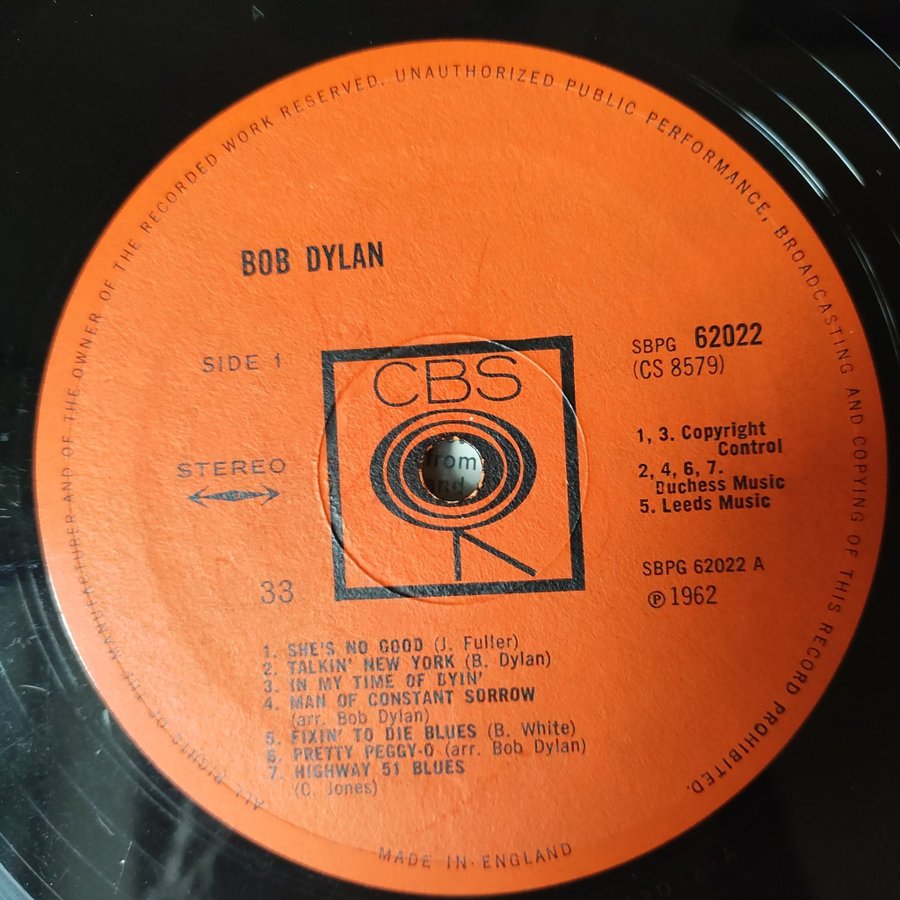 ALL RIGHTS OF THE MANUFACTURER AND OF THE OWNER OF THE RECORDED WORK RESERVED. UNAUTHORIZED PUBLIC PERFORMANCE, BROADCASTING AND COPYING OF THIS RECORD PROHIBITED.
BOB DYLAN
SIDE 1
CBS
SBPG 62022
(CS 8579)
STEREO
1, 3. Copyright
Control
2, 4, 6, 7.
Duchess Music
5. Leeds Music
from
and
33
SBPG 62022 A
℗ 1962
1. SHE'S NO GOOD (J. Fuller)
2. TALKIN' NEW YORK (B. Dylan)
3. IN MY TIME OF DYIN'
4. MAN OF CONSTANT SORROW
(arr. Bob Dylan)
5. FIXIN' TO DIE BLUES (B. White)
6. PRETTY PEGGY-O (arr. Bob Dylan)
7. HIGHWAY 51 BLUES
(C. Jones)
MADE IN ENGLAND